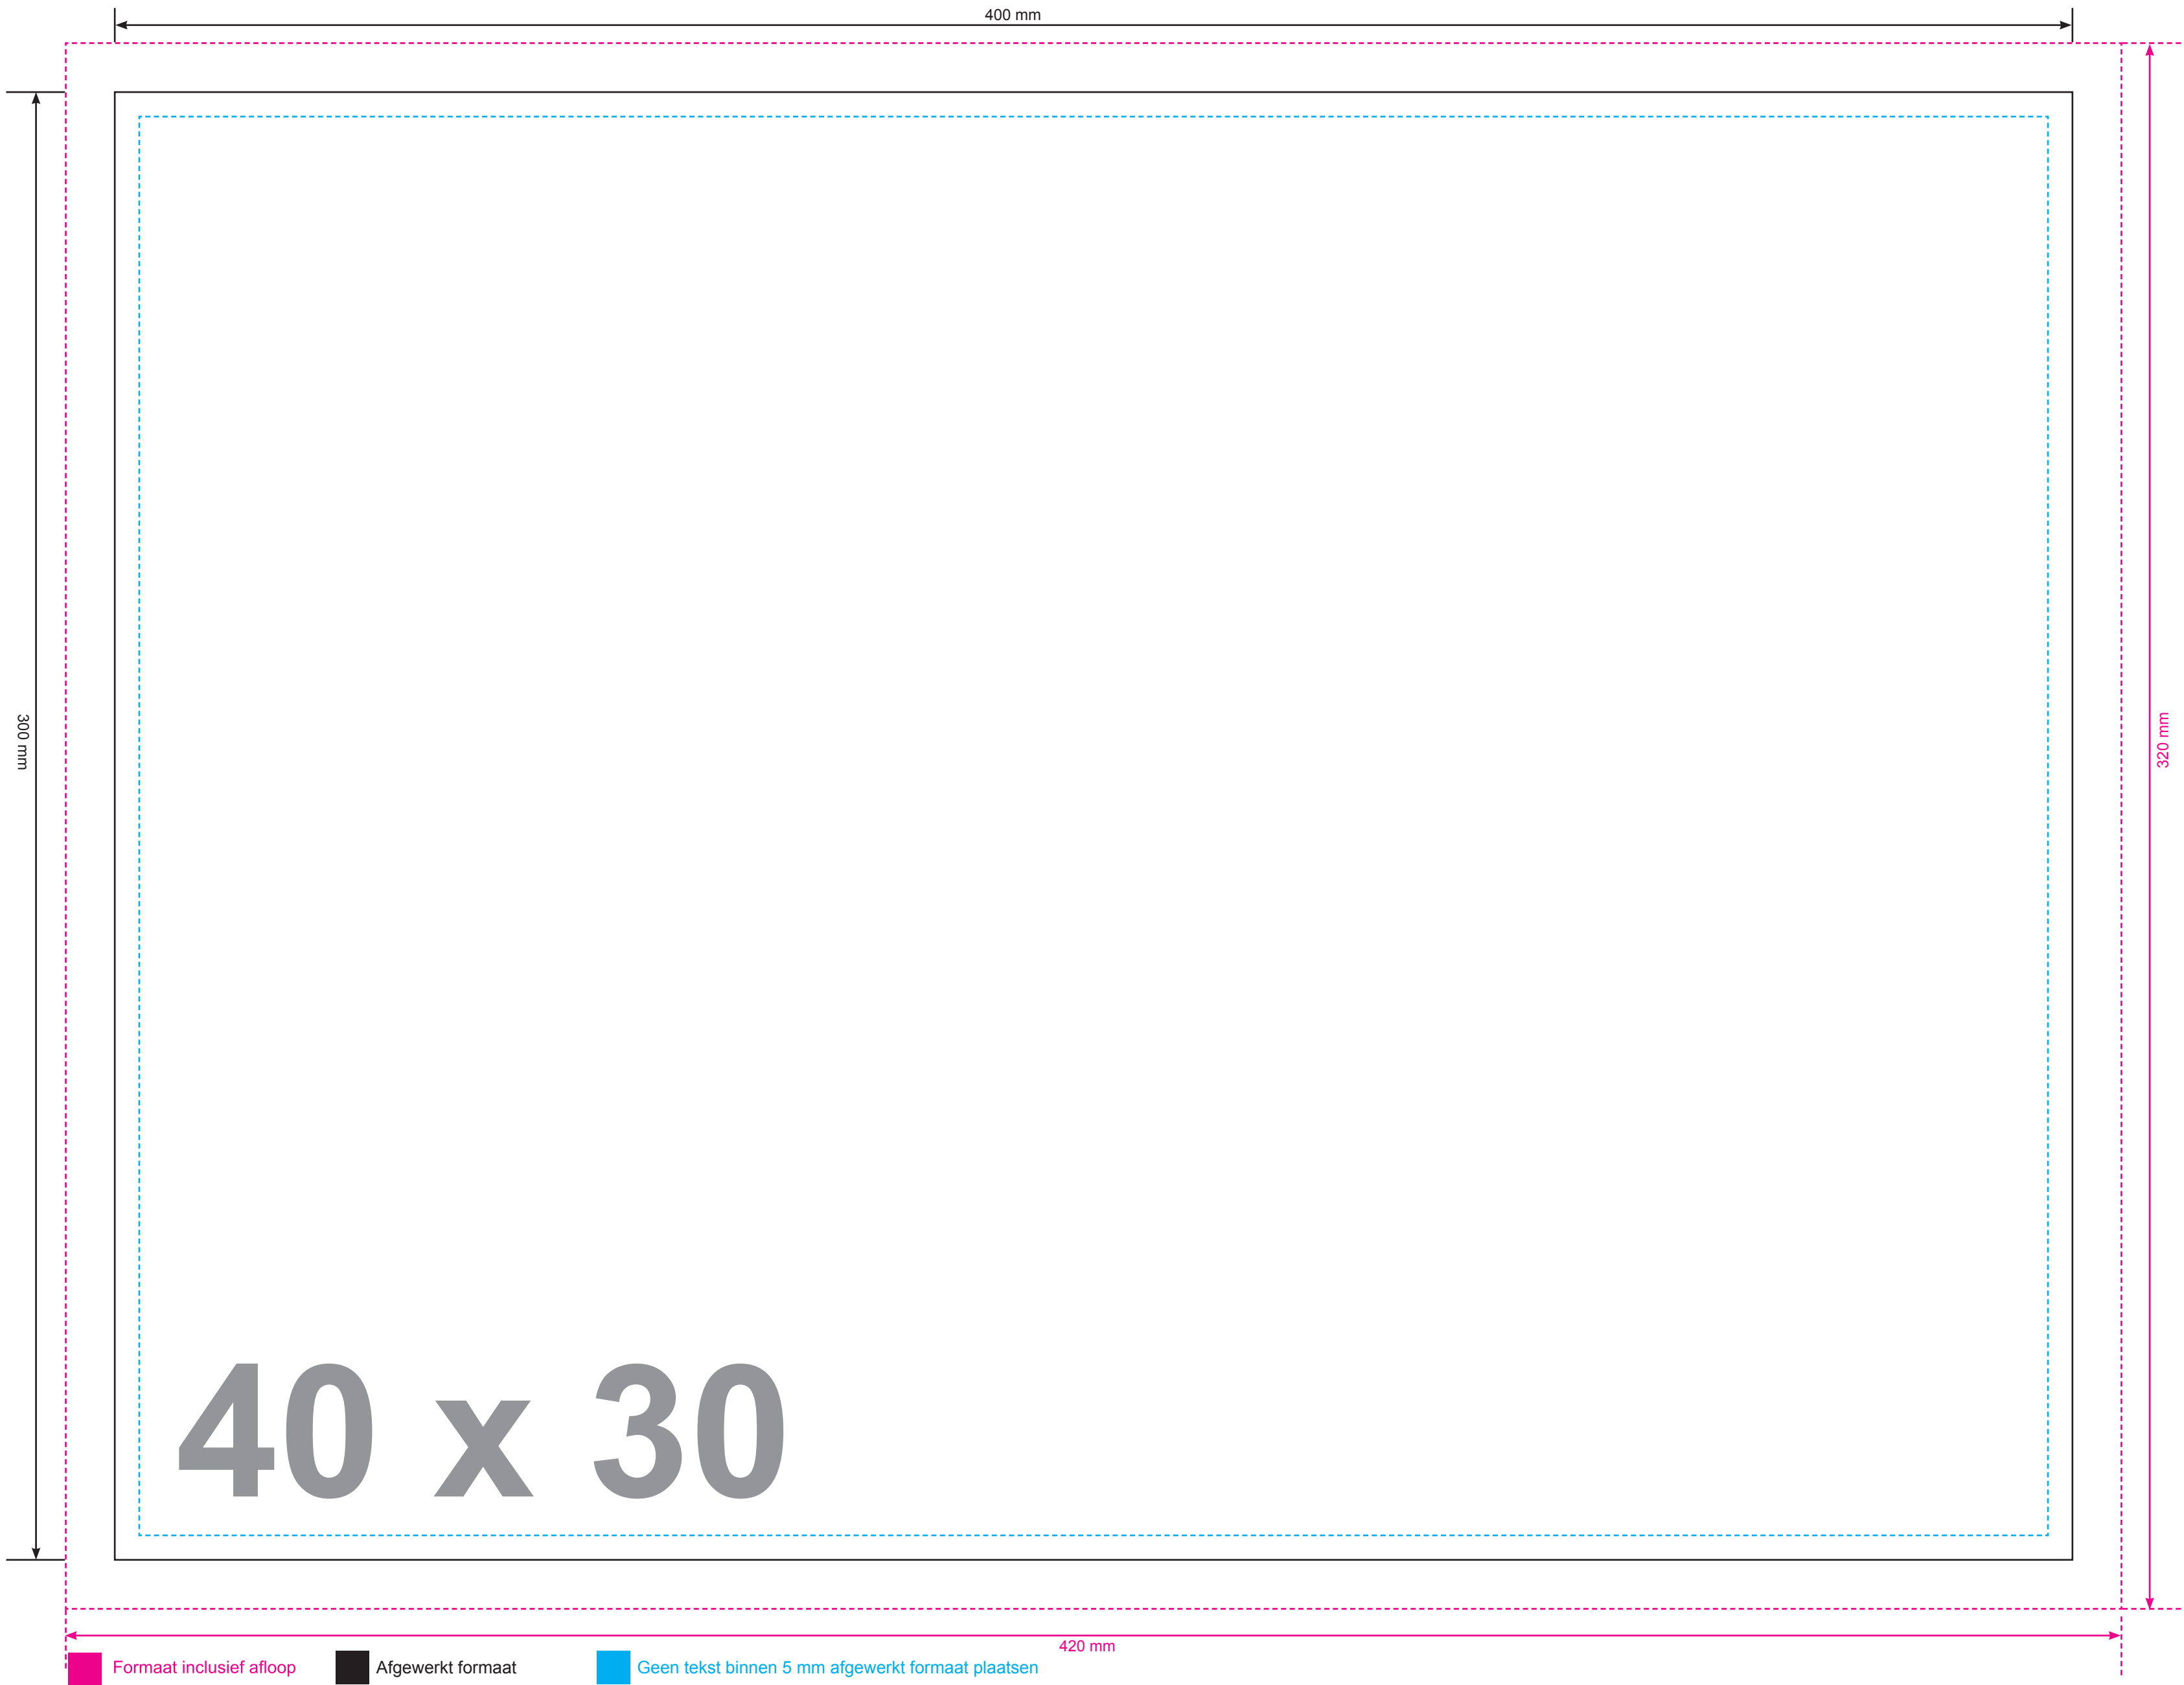 400 mm
300 mm
320 mm
40 x 30
420 mm
Formaat inclusief afloop
Afgewerkt formaat
Geen tekst binnen 5 mm afgewerkt formaat plaatsen